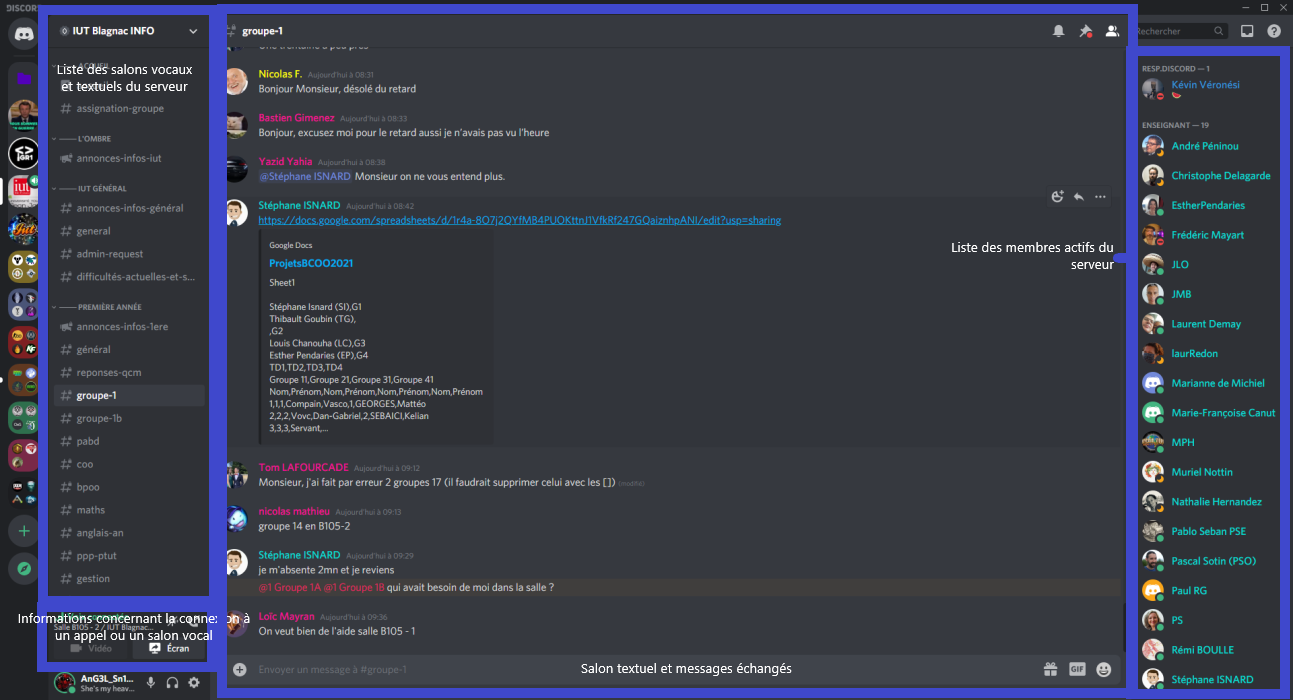 DISCORD
IUT Blagnac INFO
ACCUEIL
Liste des salons vocaux
et textuels du serveur
assignation-groupe
L'OMBRE
annonces-infos-iut
IUT GÉNÉRAL
annonces-infos-général
general
admin-request
difficultés-actuelles-et-s...
PREMIÈRE ANNÉE
annonces-infos-1ere
général
reponses-qcm
groupe-1
groupe-1b
pabd
coo
bpoo
maths
anglais-an
ppp-ptut
gestion
Informations concernant la connexion à
un appel ou un salon vocal
Salle B105 - 2 / IUT Blagnac...
Vidéo
Écran
AnG3L_Sn1...
She's my heav...
groupe-1
Rechercher
Une trentaine à peu près
Nicolas F. Aujourd'hui à 08:31
Bonjour Monsieur, désolé du retard
Bastien Gimenez Aujourd'hui à 08:33
Bonjour, excusez moi pour le retard aussi je n'avais pas vu l'heure
Yazid Yahia Aujourd'hui à 08:38
@Stéphane ISNARD Monsieur on ne vous entend plus.
Stéphane ISNARD Aujourd'hui à 08:42
https://docs.google.com/spreadsheets/d/1r4a-8O7j2OYfMB4PUOKttnJ1VfkRf247GQaiznhpANI/edit?usp=sharing
Google Docs
ProjetsBCOO2021
Sheet1
Stéphane Isnard (SI),G1
Thibault Goubin (TG),
,G2
Louis Chanouha (LC),G3
Esther Pendaries (EP),G4
TD1,TD2,TD3,TD4
Groupe 11,Groupe 21,Groupe 31,Groupe 41
Nom,Prénom,Nom,Prénom,Nom,Prénom,Nom,Prénom
1,1,1,Compain,Vasco,1,GEORGES,Mattéo
2,2,2,Vovc,Dan-Gabriel,2,SEBAICI,Kelian
3,3,3,Servant,...
Tom LAFOURCADE Aujourd'hui à 09:12
Monsieur, j'ai fait par erreur 2 groupes 17 (il faudrait supprimer celui avec les []) (modifié)
nicolas mathieu Aujourd'hui à 09:13
groupe 14 en B105-2
Stéphane ISNARD Aujourd'hui à 09:29
je m'absente 2mn et je reviens
@1 Groupe 1A @1 Groupe 1B qui avait besoin de moi dans la salle ?
Loïc Mayran Aujourd'hui à 09:36
On veut bien de l'aide salle B105 - 1
Envoyer un message à #groupe-1
Salon textuel et messages échangés
GIF
Liste des membres actifs du
serveur
RESP.DISCORD — 1
Kévin Véronési
ENSEIGNANT — 19
André Péninou
Christophe Delagarde
EstherPendaries
Frédéric Mayart
JLO
JMB
Laurent Demay
laurRedon
Marianne de Michiel
Marie-Françoise Canut
MPH
Muriel Nottin
Nathalie Hernandez
Pablo Seban PSE
Pascal Sotin (PSO)
Paul RG
PS
Rémi BOULLE
Stéphane ISNARD